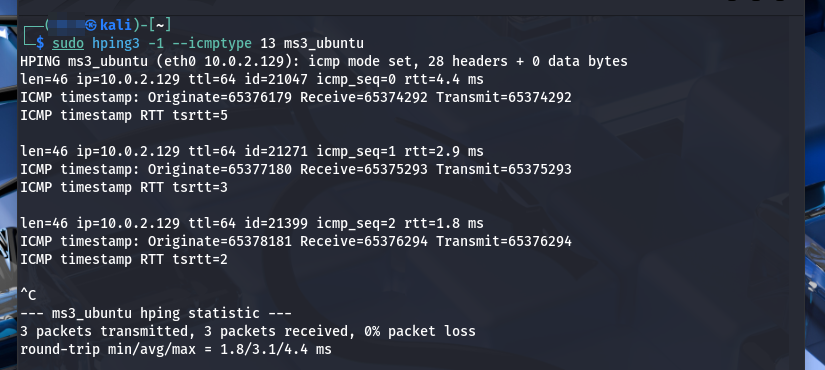 ┌──(㉿kali)-[~]
└─$ sudo hping3 -1 --icmptype 13 ms3_ubuntu
HPING ms3_ubuntu (eth0 10.0.2.129): icmp mode set, 28 headers + 0 data bytes
len=46 ip=10.0.2.129 ttl=64 id=21047 icmp_seq=0 rtt=4.4 ms
ICMP timestamp: Originate=65376179 Receive=65374292 Transmit=65374292
ICMP timestamp RTT tsrtt=5

len=46 ip=10.0.2.129 ttl=64 id=21271 icmp_seq=1 rtt=2.9 ms
ICMP timestamp: Originate=65377180 Receive=65375293 Transmit=65375293
ICMP timestamp RTT tsrtt=3

len=46 ip=10.0.2.129 ttl=64 id=21399 icmp_seq=2 rtt=1.8 ms
ICMP timestamp: Originate=65378181 Receive=65376294 Transmit=65376294
ICMP timestamp RTT tsrtt=2

^C
--- ms3_ubuntu hping statistic ---
3 packets transmitted, 3 packets received, 0% packet loss
round-trip min/avg/max = 1.8/3.1/4.4 ms